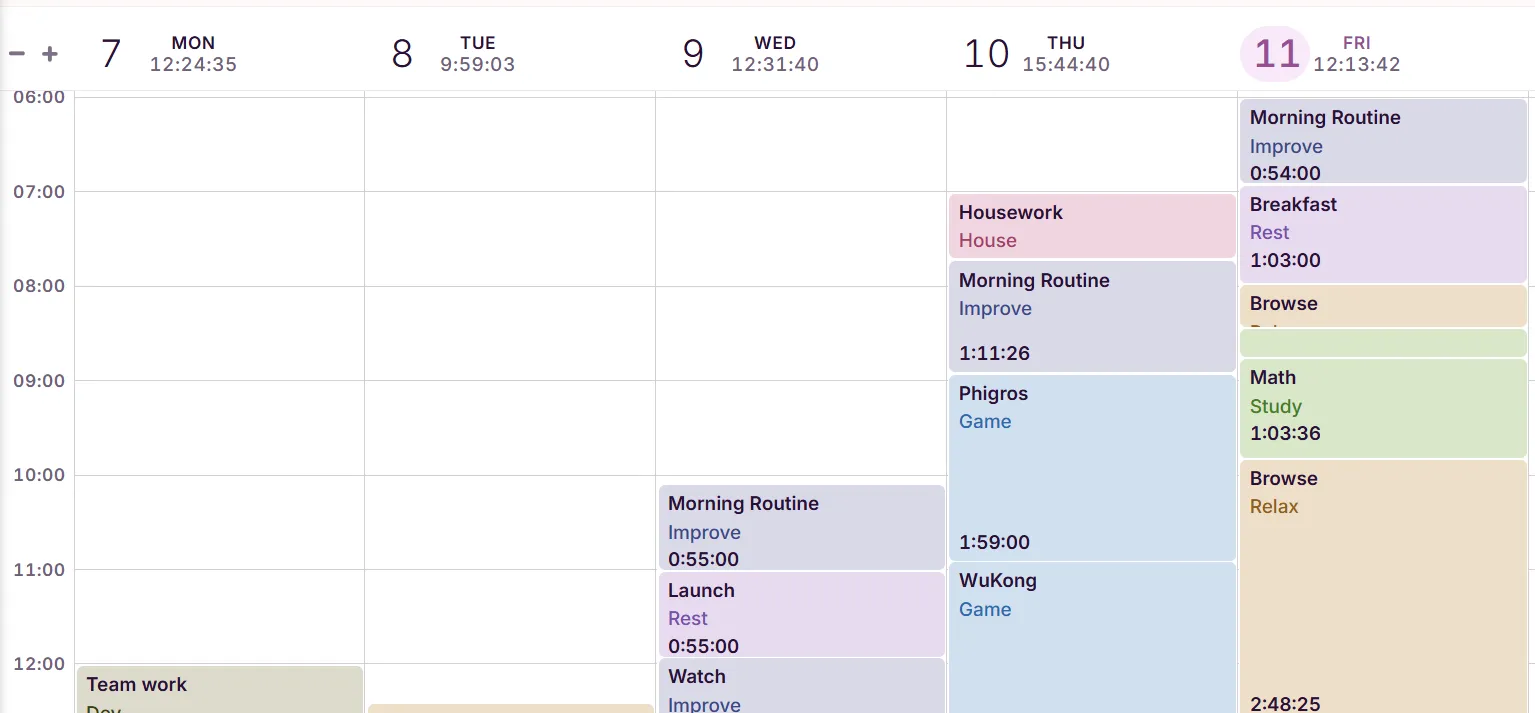 − +
7 MON 12:24:35
8 TUE 9:59:03
9 WED 12:31:40
10 THU 15:44:40
11 FRI 12:13:42
06:00
07:00
08:00
09:00
10:00
11:00
12:00
Team work
Dev
Morning Routine
Improve
0:55:00
Launch
Rest
0:55:00
Watch
Improve
Housework
House
Morning Routine
Improve
1:11:26
Phigros
Game
1:59:00
WuKong
Game
Morning Routine
Improve
0:54:00
Breakfast
Rest
1:03:00
Browse
Math
Study
1:03:36
Browse
Relax
2:48:25